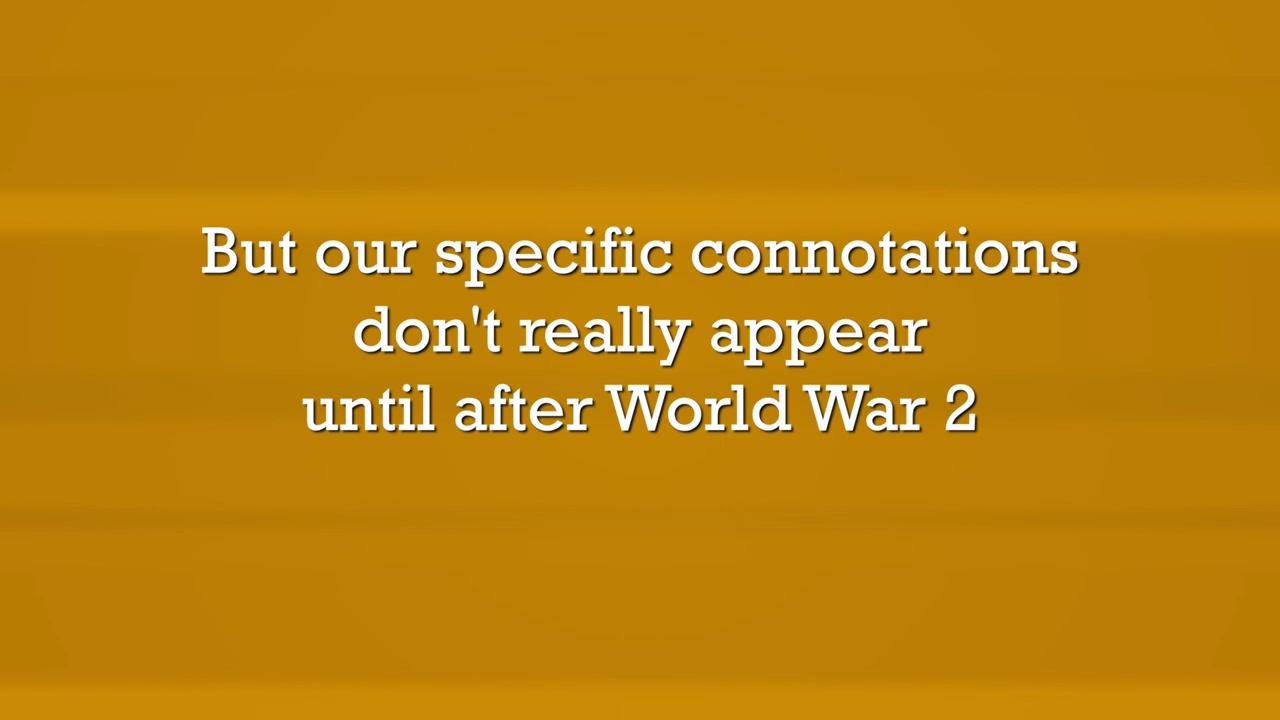 But our specific connotations
don't really appear
until after World War 2